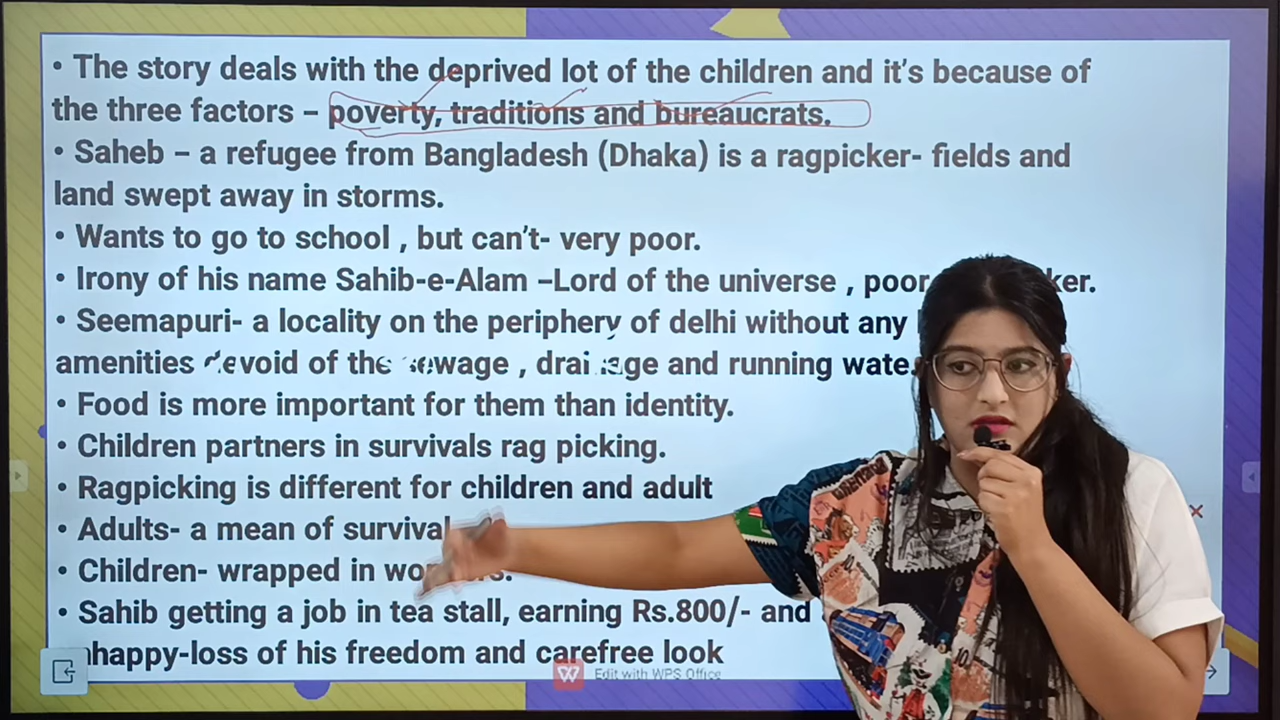 • The story deals with the deprived lot of the children and it's because of
the three factors – poverty, traditions and bureaucrats.
• Saheb – a refugee from Bangladesh (Dhaka) is a ragpicker- fields and
land swept away in storms.
• Wants to go to school , but can't- very poor.
• Irony of his name Sahib-e-Alam –Lord of the universe , poor
• Seemapuri- a locality on the periphery of delhi without any
amenities devoid of the sewage , drainage and running
• Food is more important for them than identity.
• Children partners in survivals rag picking.
• Ragpicking is different for children and adult
• Adults- a mean of survival
• Children- wrapped in
• Sahib getting a job in tea stall, earning Rs.800/- and
-loss of his freedom and carefree look
Edit with WPS Office